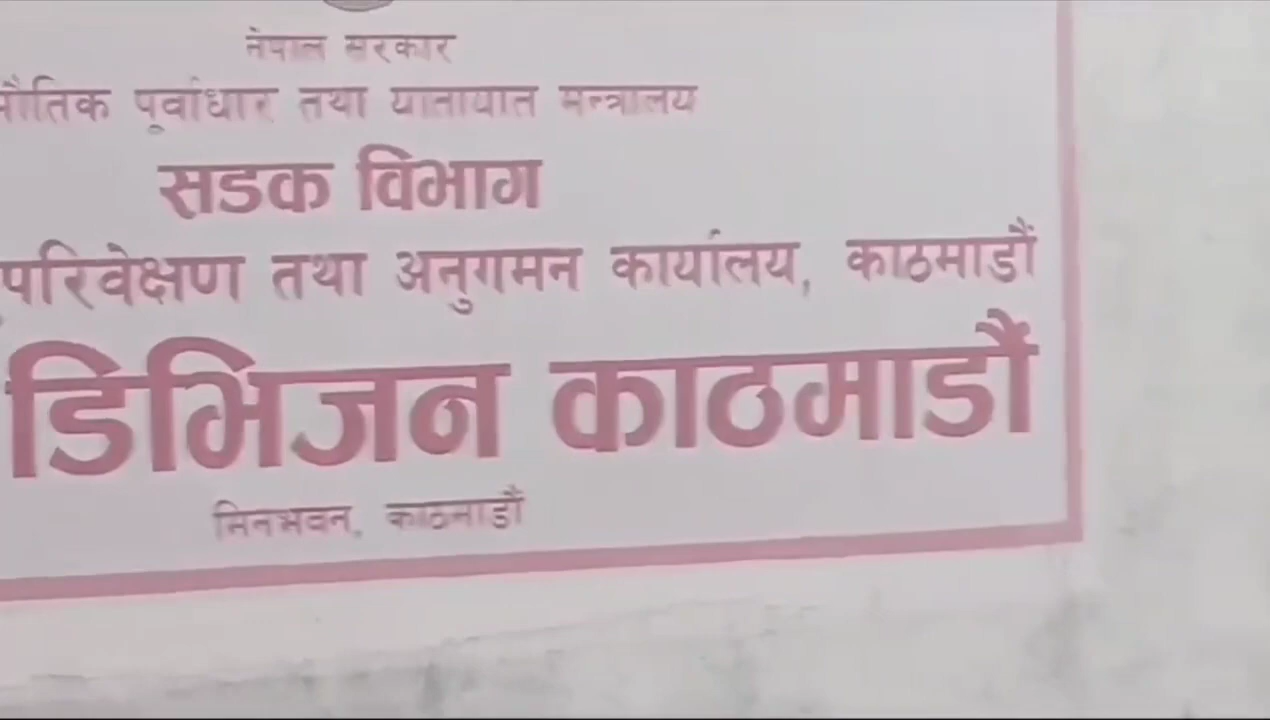 नेपाल सरकार
भौतिक पूर्वाधार तथा यातायात मन्त्रालय
सडक विभाग
परिवेक्षण तथा अनुगमन कार्यालय, काठमाडौं
डिभिजन काठमाडौं
मिनभवन, काठमाडौं